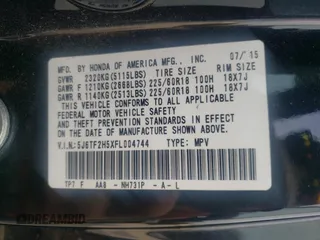 MFD. BY HONDA OF AMERICA MFG., INC. 07/15
GVWR 2320KG(5115LBS) TIRE SIZE RIM SIZE
GAWR F 1210KG(2668LBS) 225/60R18 100H 18X7J
GAWR R 1140KG(2513LBS) 225/60R18 100H 18X7J
THIS VEHICLE CONFORMS TO ALL APPLICABLE
FEDERAL MOTOR VEHICLE SAFETY AND THEFT
PREVENTION STANDARDS IN EFFECT ON THE
DATE OF MANUFACTURE SHOWN ABOVE.
V.I.N: 5J6TF2H5XFL004744 TYPE: MPV
TP7 F AA8 - NH731P - A - L